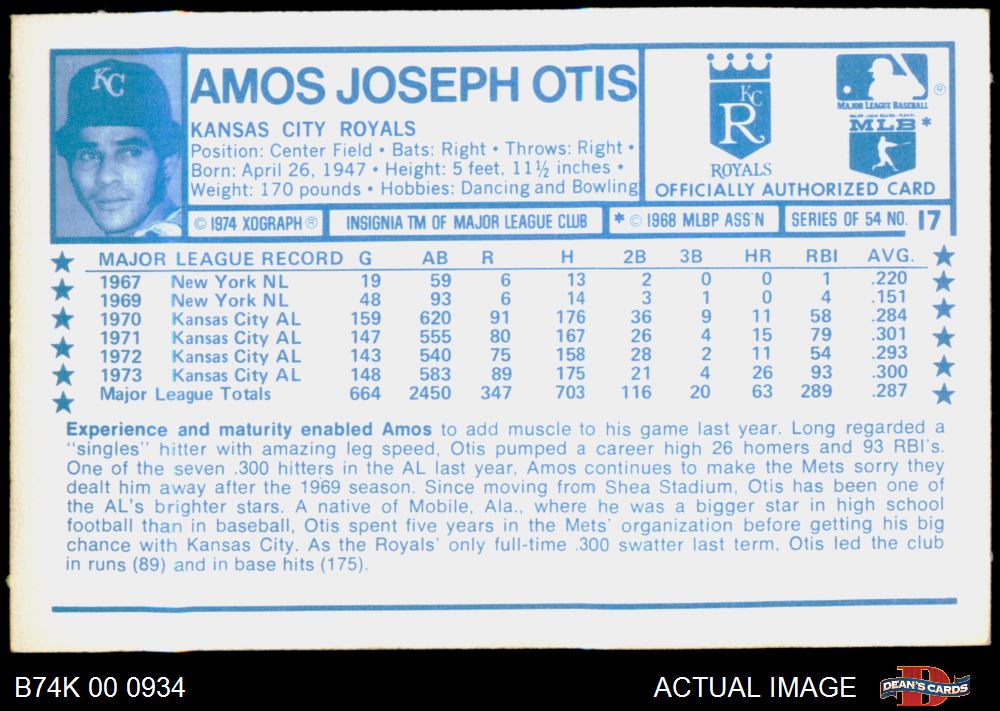 KC
AMOS JOSEPH OTIS
KANSAS CITY ROYALS
Position: Center Field • Bats: Right • Throws: Right •
Born: April 26, 1947 • Height: 5 feet, 11½ inches •
Weight: 170 pounds • Hobbies: Dancing and Bowling
KC
R
ROYALS
®
MAJOR LEAGUE BASEBALL
MAJOR LEAGUE BASEBALL PLAYERS
MLB *
OFFICIALLY AUTHORIZED CARD
© 1974 XOGRAPH ® INSIGNIA TM OF MAJOR LEAGUE CLUB * © 1968 MLBP ASS'N SERIES OF 54 NO. 17
MAJOR LEAGUE RECORD G AB R H 2B 3B HR RBI AVG.
1967 New York NL 19 59 6 13 2 0 0 1 .220
1969 New York NL 48 93 6 14 3 1 0 4 .151
1970 Kansas City AL 159 620 91 176 36 9 11 58 .284
1971 Kansas City AL 147 555 80 167 26 4 15 79 .301
1972 Kansas City AL 143 540 75 158 28 2 11 54 .293
1973 Kansas City AL 148 583 89 175 21 4 26 93 .300
Major League Totals 664 2450 347 703 116 20 63 289 .287
Experience and maturity enabled Amos to add muscle to his game last year. Long regarded a
"singles" hitter with amazing leg speed, Otis pumped a career high 26 homers and 93 RBI's.
One of the seven .300 hitters in the AL last year, Amos continues to make the Mets sorry they
dealt him away after the 1969 season. Since moving from Shea Stadium, Otis has been one of
the AL's brighter stars. A native of Mobile, Ala., where he was a bigger star in high school
football than in baseball, Otis spent five years in the Mets' organization before getting his big
chance with Kansas City. As the Royals' only full-time .300 swatter last term, Otis led the club
in runs (89) and in base hits (175).
B74K 00 0934
ACTUAL IMAGE
D
DEAN'S CARDS